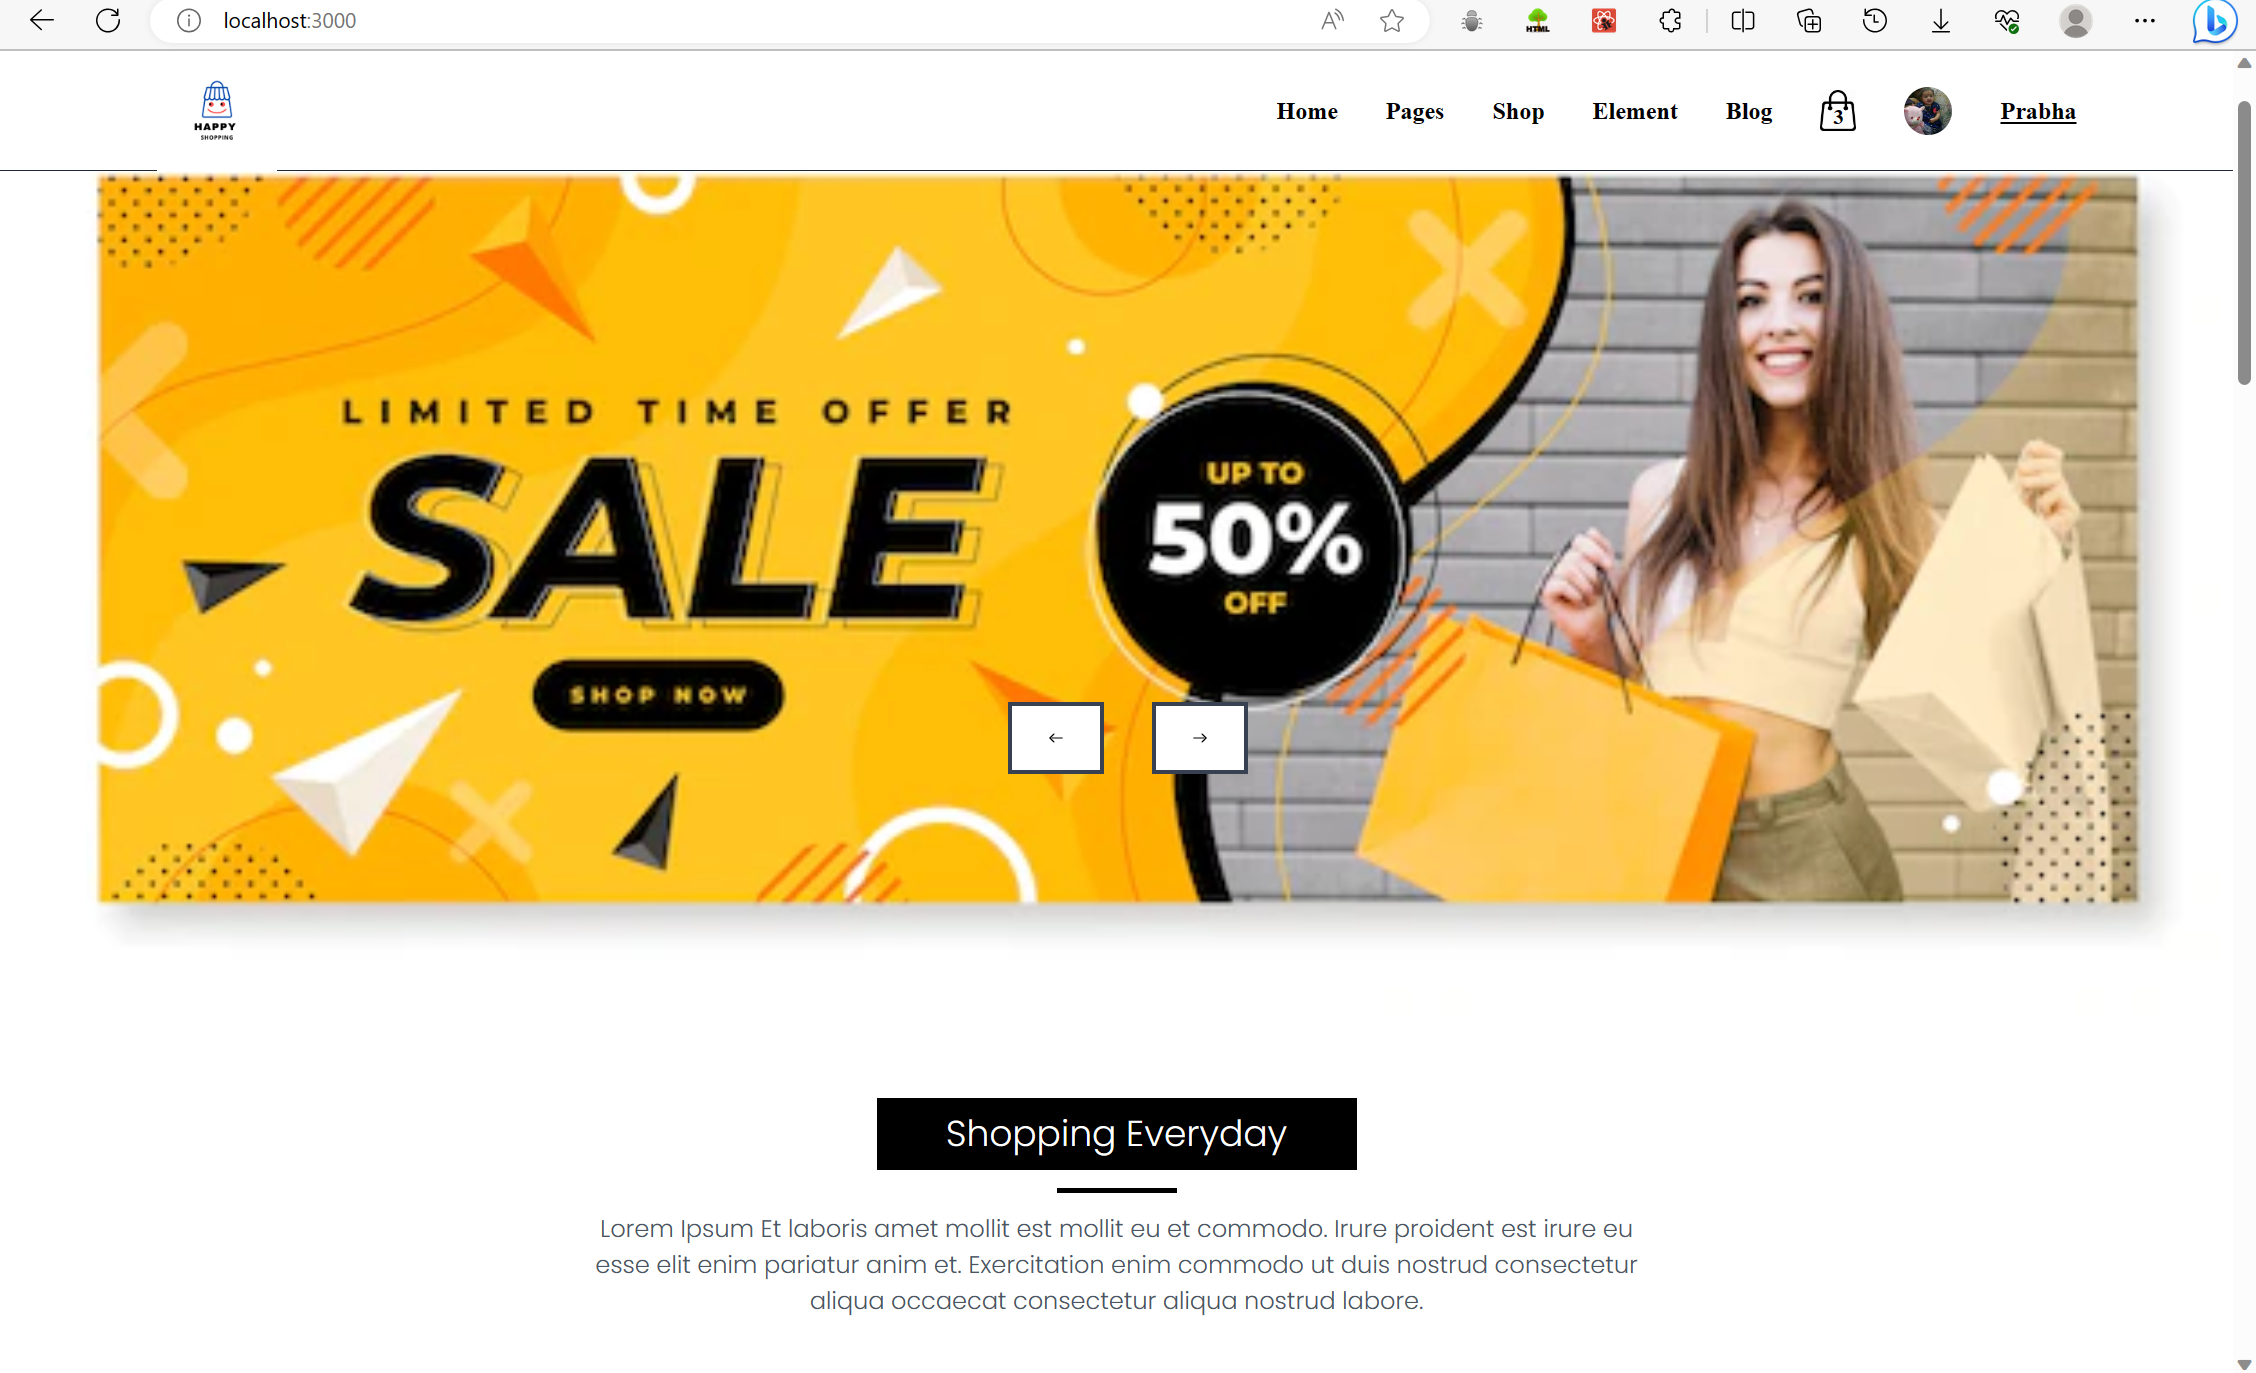 localhost:3000
HTML
HAPPY
SHOPPING
Home Pages Shop Element Blog 3 Prabha
LIMITED TIME OFFER
SALE
UP TO
50%
OFF
SHOP NOW
Shopping Everyday
Lorem Ipsum Et laboris amet mollit est mollit eu et commodo. Irure proident est irure eu
esse elit enim pariatur anim et. Exercitation enim commodo ut duis nostrud consectetur
aliqua occaecat consectetur aliqua nostrud labore.